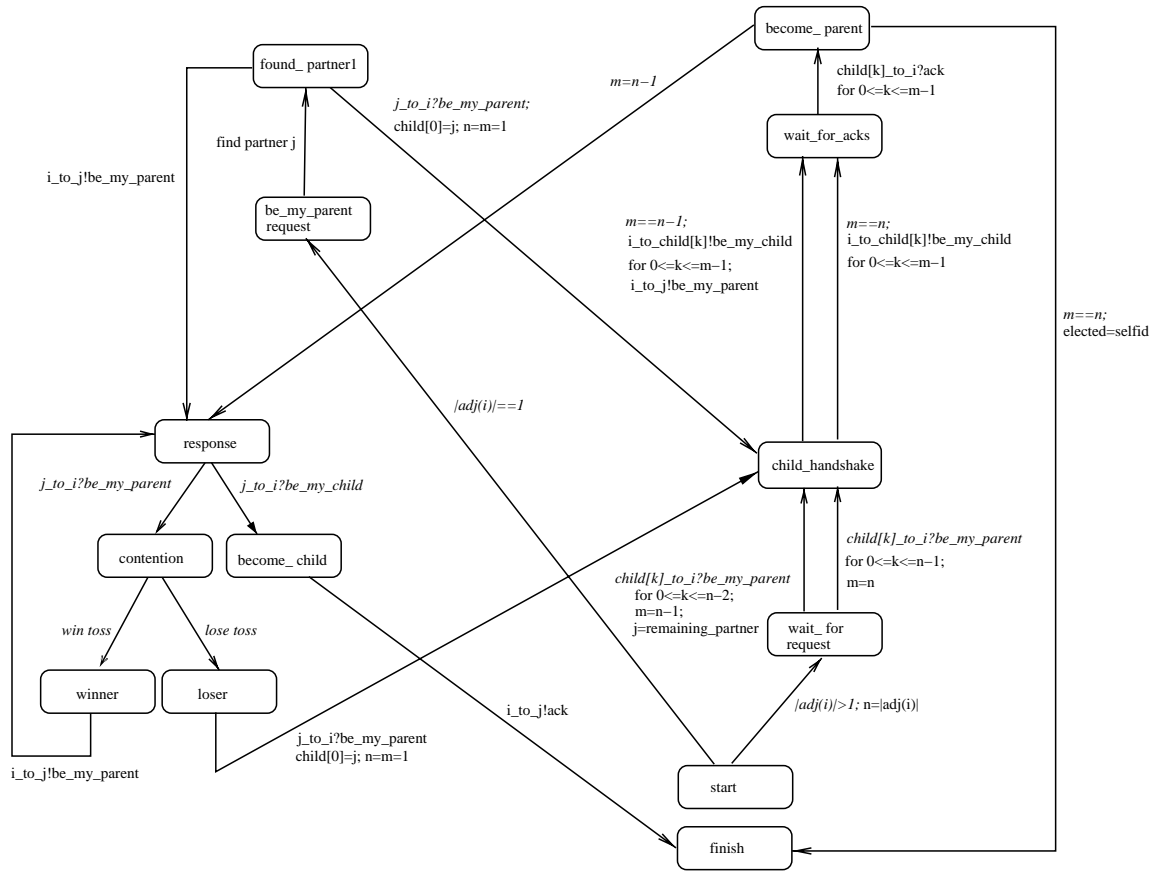 become_ parent
found_ partner1
m=n−1
child[k]_to_i?ack
for 0<=k<=m−1
j_to_i?be_my_parent;
child[0]=j; n=m=1
wait_for_acks
find partner j
i_to_j!be_my_parent
be_my_parent
request
m==n−1;
i_to_child[k]!be_my_child
for 0<=k<=m−1;
i_to_j!be_my_parent
m==n;
i_to_child[k]!be_my_child
for 0<=k<=m−1
m==n;
elected=selfid
|adj(i)|==1
response
child_handshake
j_to_i?be_my_parent
j_to_i?be_my_child
contention
become_ child
child[k]_to_i?be_my_parent
for 0<=k<=n−1;
m=n
child[k]_to_i?be_my_parent
for 0<=k<=n−2;
m=n−1;
j=remaining_partner
wait_ for
request
win toss
lose toss
winner
loser
|adj(i)|>1; n=|adj(i)|
i_to_j!ack
j_to_i?be_my_parent
child[0]=j; n=m=1
i_to_j!be_my_parent
start
finish